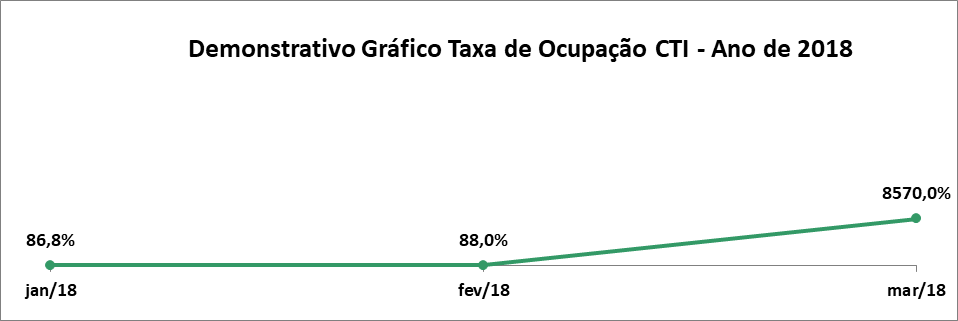 Demonstrativo Gráfico Taxa de Ocupação CTI - Ano de 2018
8570,0%
86,8%
88,0%
jan/18
fev/18
mar/18